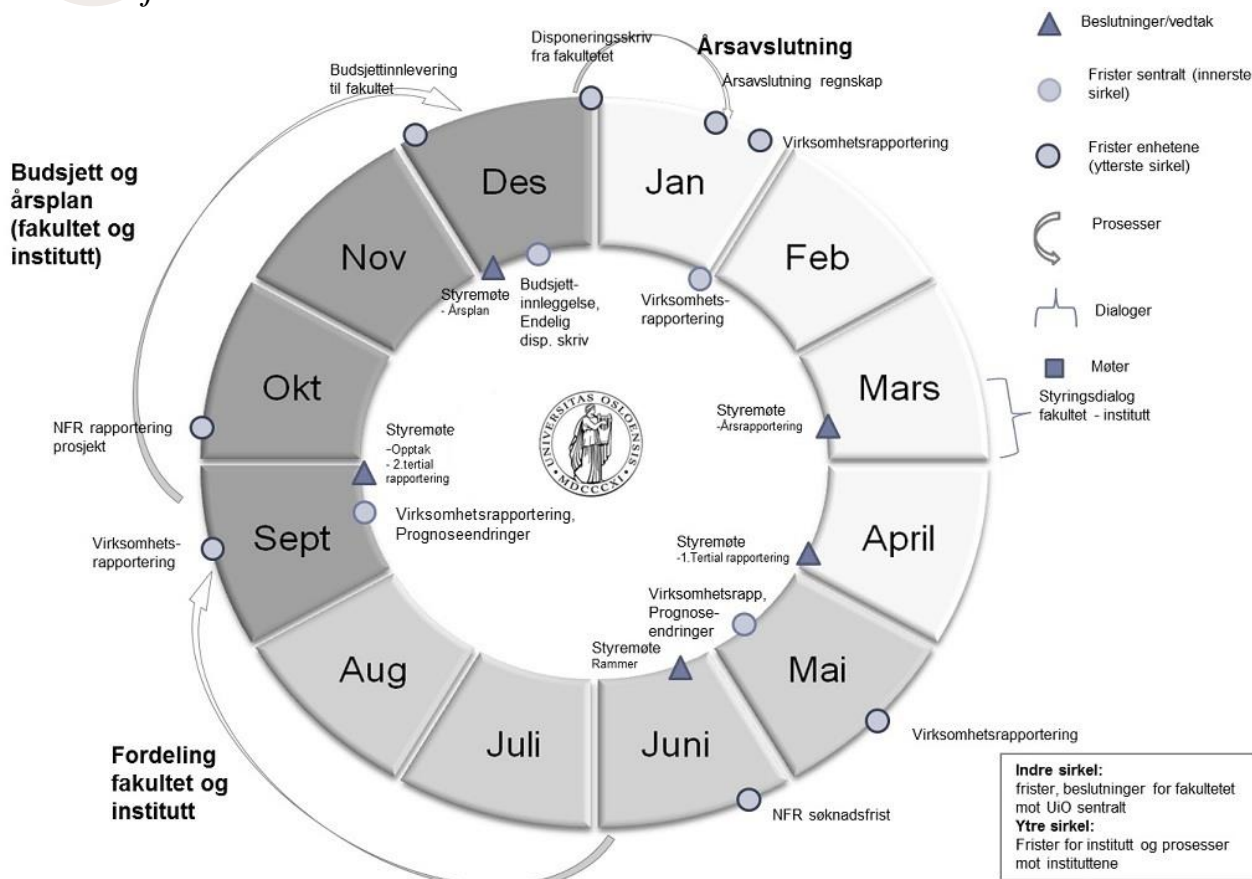 f
Disponeringsskriv
fra fakultetet
Årsavslutning
Årsavslutning regnskap
Virksomhetsrapportering
Budsjettinnlevering
til fakultet
Budsjett og
årsplan
(fakultet og
institutt)
Beslutninger/vedtak
Frister sentralt (innerste
sirkel)
Frister enhetene
(ytterste sirkel)
Prosesser
Dialoger
Møter
Styringsdialog
fakultet - institutt
Des
Jan
Feb
Mars
April
Mai
Juni
Juli
Aug
Sept
Okt
Nov
Styremøte
- Årsplan
Budsjett-
innleggelse,
Endelig
disp. skriv
Virksomhets-
rapportering
Styremøte
-Årsrapportering
Styremøte
-1.Tertial rapportering
Virksomhetsrapp,
Prognose-
endringer
Styremøte
Rammer
Styremøte
-Opptak
- 2.tertial
rapportering
Virksomhetsrapportering,
Prognoseendringer
UNIVERSITAS OSLOENSIS
MDCCCXI
NFR rapportering
prosjekt
Virksomhets-
rapportering
Fordeling
fakultet og
institutt
NFR søknadsfrist
Virksomhetsrapportering
Indre sirkel:
frister, beslutninger for fakultetet
mot UiO sentralt
Ytre sirkel:
Frister for institutt og prosesser
mot instituttene